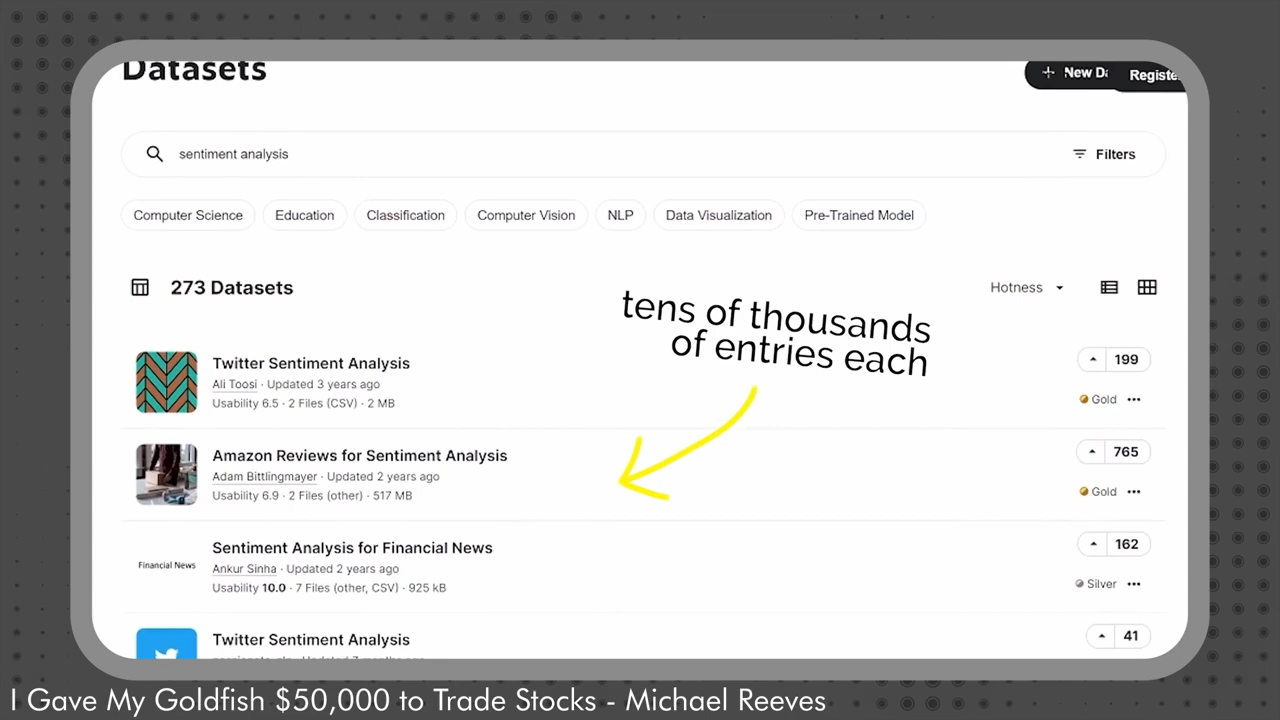 Datasets
New Da
Registe
sentiment analysis
Filters
Computer Science
Education
Classification
Computer Vision
NLP
Data Visualization
Pre-Trained Model
273 Datasets
Hotness
tens of thousands
of entries each
Twitter Sentiment Analysis
Ali Toosi · Updated 3 years ago
Usability 6.5 · 2 Files (CSV) · 2 MB
199
Gold
Amazon Reviews for Sentiment Analysis
Adam Bittlingmayer · Updated 2 years ago
Usability 6.9 · 2 Files (other) · 517 MB
765
Gold
Financial News
Sentiment Analysis for Financial News
Ankur Sinha · Updated 2 years ago
Usability 10.0 · 7 Files (other, CSV) · 925 kB
162
Silver
Twitter Sentiment Analysis
41
I Gave My Goldfish $50,000 to Trade Stocks - Michael Reeves